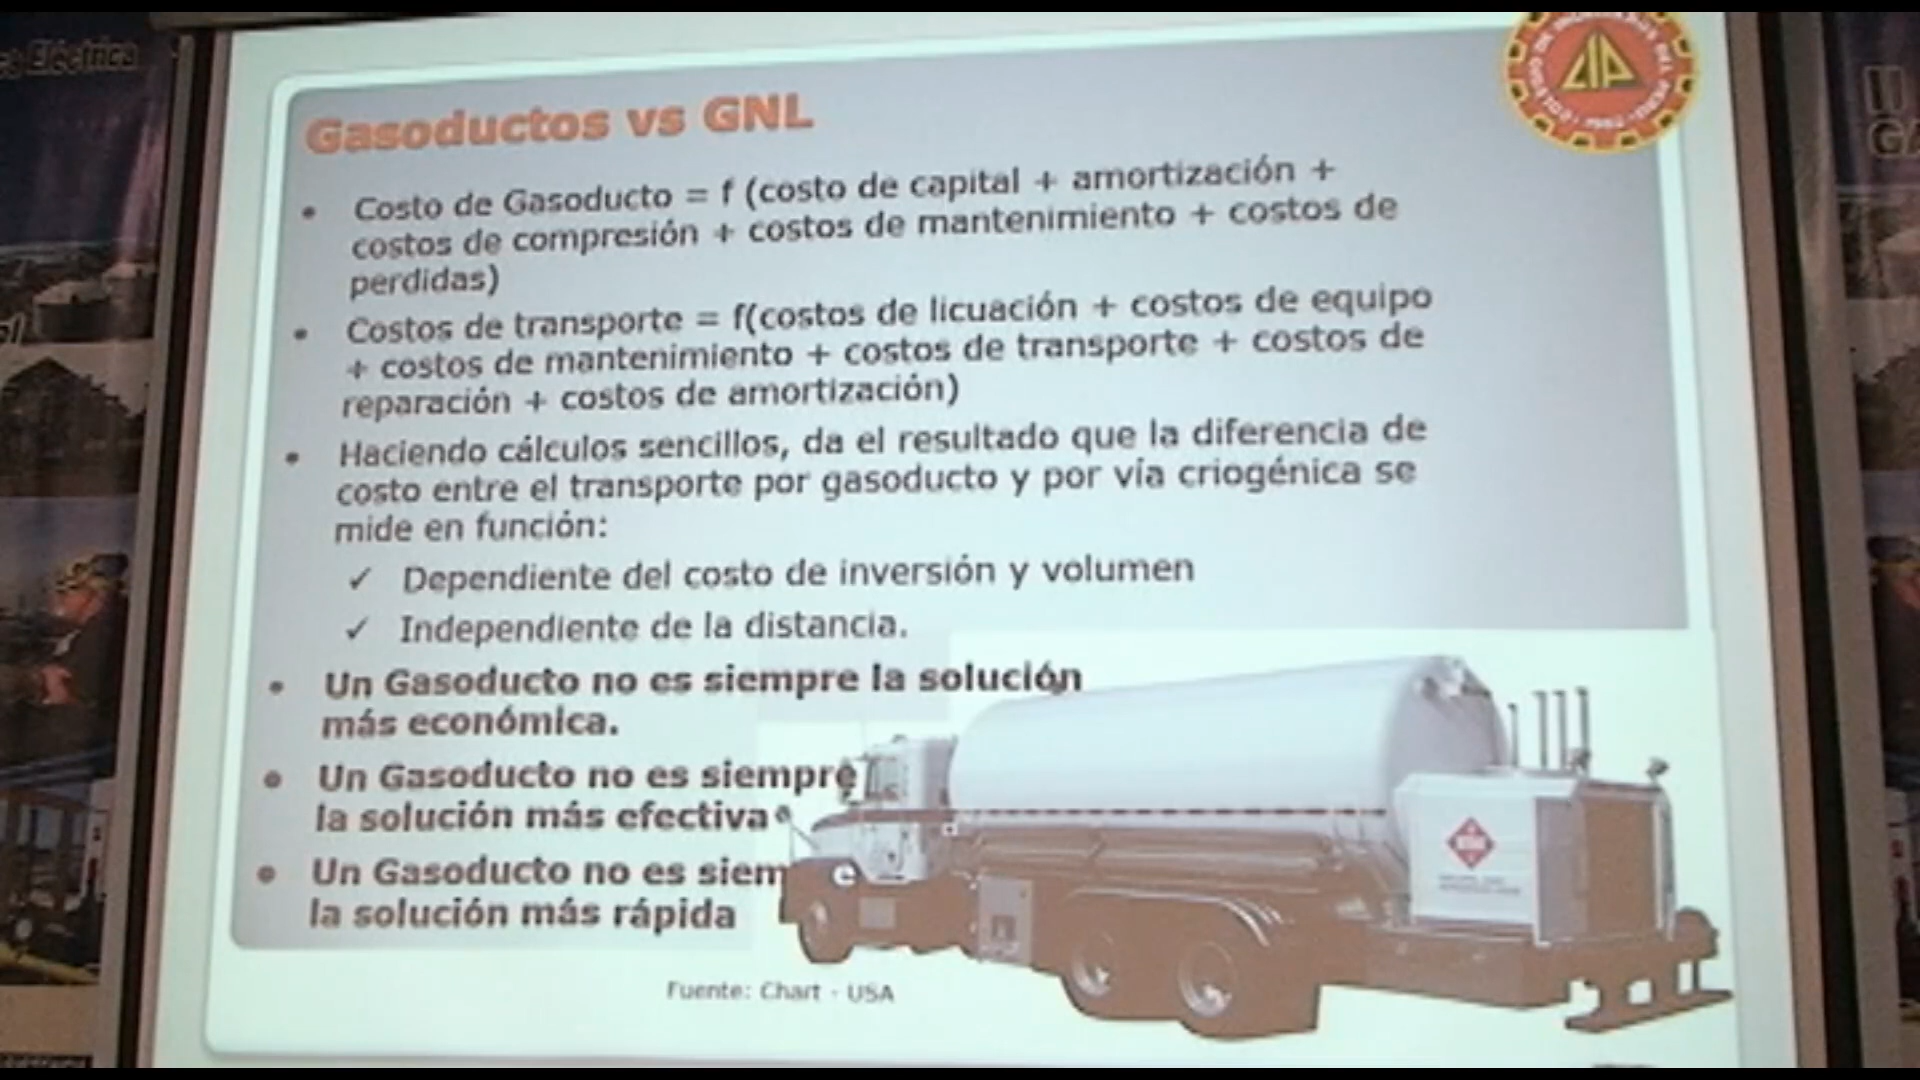 Eléctrica
Gasoductos vs GNL
• Costo de Gasoducto = f (costo de capital + amortización +
costos de compresión + costos de mantenimiento + costos de
perdidas)
• Costos de transporte = f(costos de licuación + costos de equipo
+ costos de mantenimiento + costos de transporte + costos de
reparación + costos de amortización)
• Haciendo cálculos sencillos, da el resultado que la diferencia de
costo entre el transporte por gasoducto y por vía criogénica se
mide en función:
✓ Dependiente del costo de inversión y volumen
✓ Independiente de la distancia.
• Un Gasoducto no es siempre la solución
más económica.
• Un Gasoducto no es siempre
la solución más efectiva
• Un Gasoducto no es siem
la solución más rápida
Fuente: Chart - USA
CIP
GA